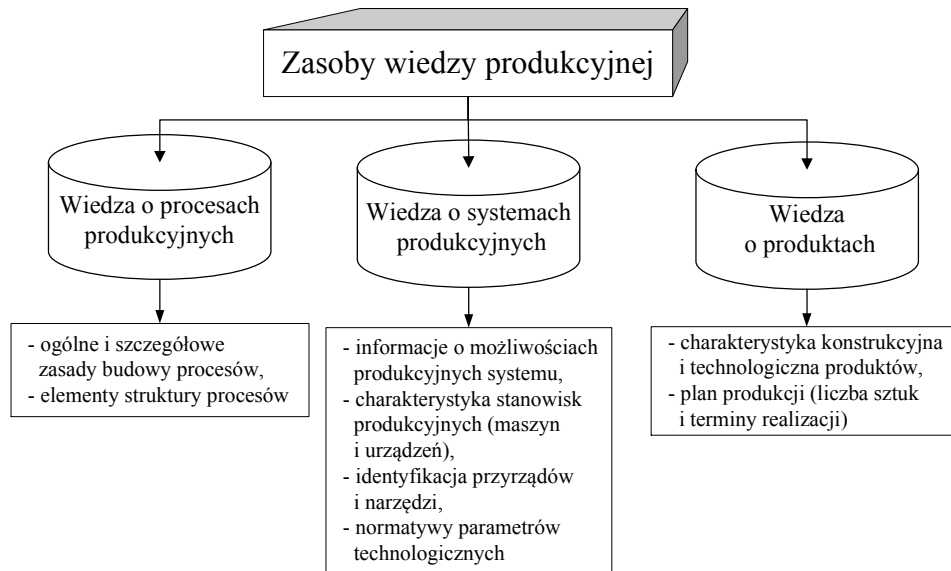 Zasoby wiedzy produkcyjnej
Wiedza o procesach
produkcyjnych
Wiedza o systemach
produkcyjnych
Wiedza
o produktach
- ogólne i szczegółowe
zasady budowy procesów,
- elementy struktury procesów
- informacje o możliwościach
produkcyjnych systemu,
- charakterystyka stanowisk
produkcyjnych (maszyn
i urządzeń),
- identyfikacja przyrządów
i narzędzi,
- normatywy parametrów
technologicznych
- charakterystyka konstrukcyjna
i technologiczna produktów,
- plan produkcji (liczba sztuk
i terminy realizacji)